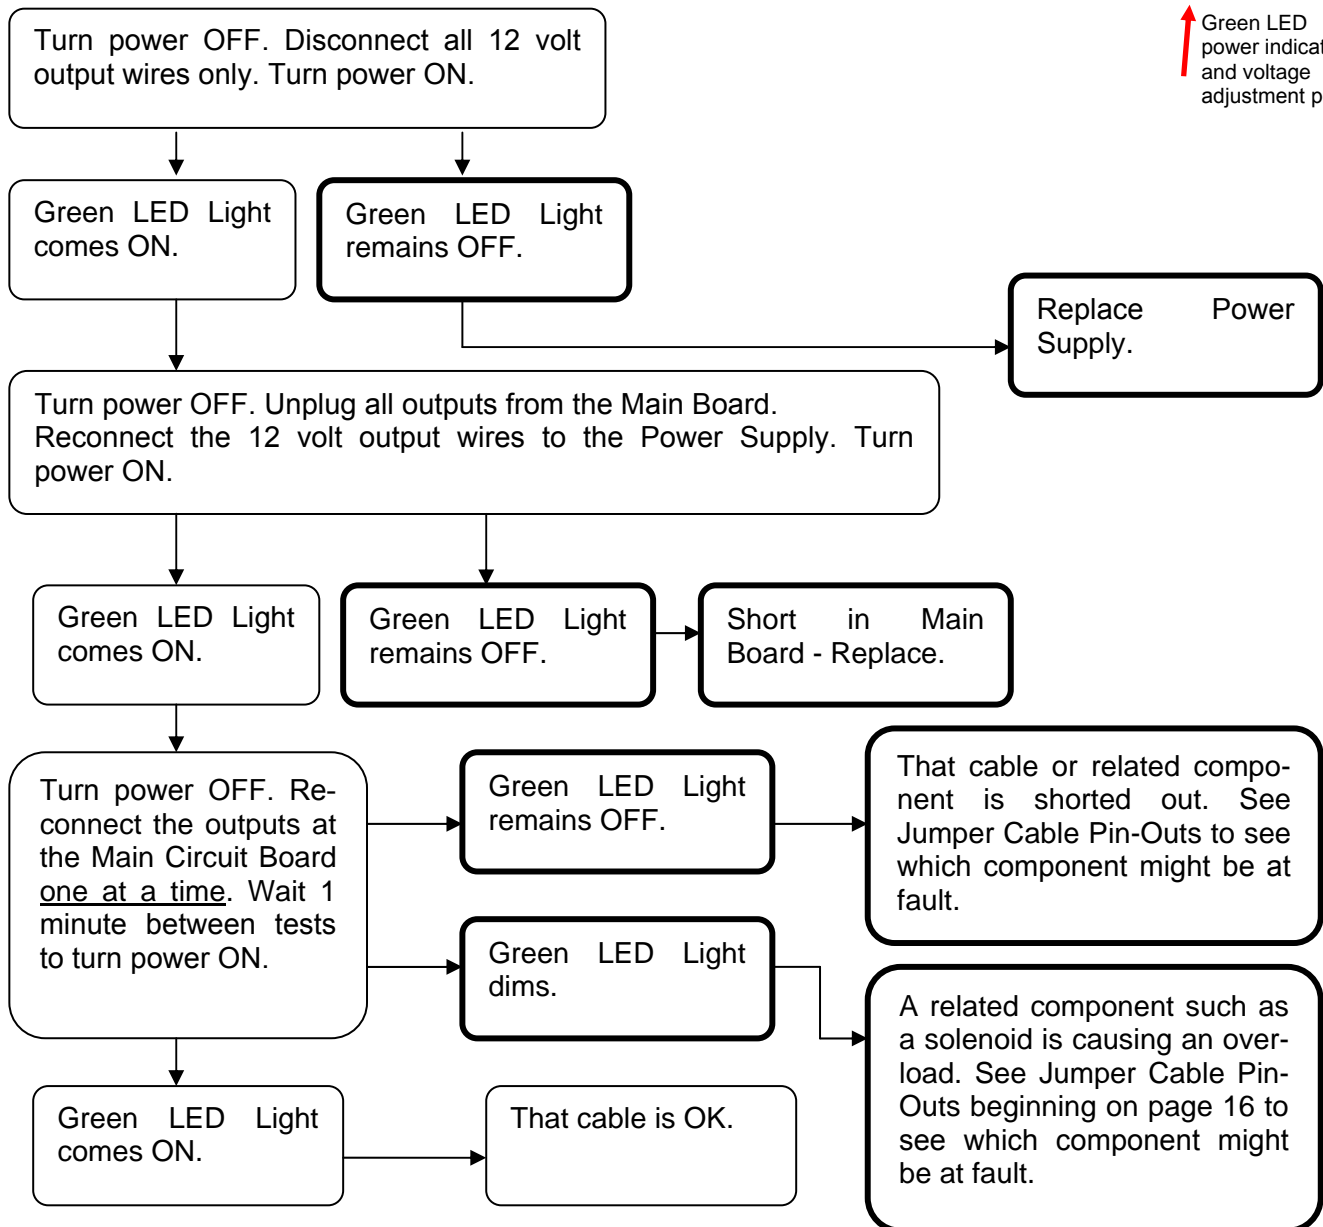 Turn power OFF. Disconnect all 12 volt
output wires only. Turn power ON.
Green LED
power
and voltage
adjustment
Green LED Light
comes ON.
Green LED Light
remains OFF.
Replace Power
Supply.
Turn power OFF. Unplug all outputs from the Main Board.
Reconnect the 12 volt output wires to the Power Supply. Turn
power ON.
Green LED Light
comes ON.
Green LED Light
remains OFF.
Short in Main
Board - Replace.
Turn power OFF. Re-
connect the outputs at
the Main Circuit Board
one at a time. Wait 1
minute between tests
to turn power ON.
Green LED Light
remains OFF.
That cable or related compo-
nent is shorted out. See
Jumper Cable Pin-Outs to see
which component might be at
fault.
Green LED Light
dims.
A related component such as
a solenoid is causing an over-
load. See Jumper Cable Pin-
Outs beginning on page 16 to
see which component might
be at fault.
Green LED Light
comes ON.
That cable is OK.